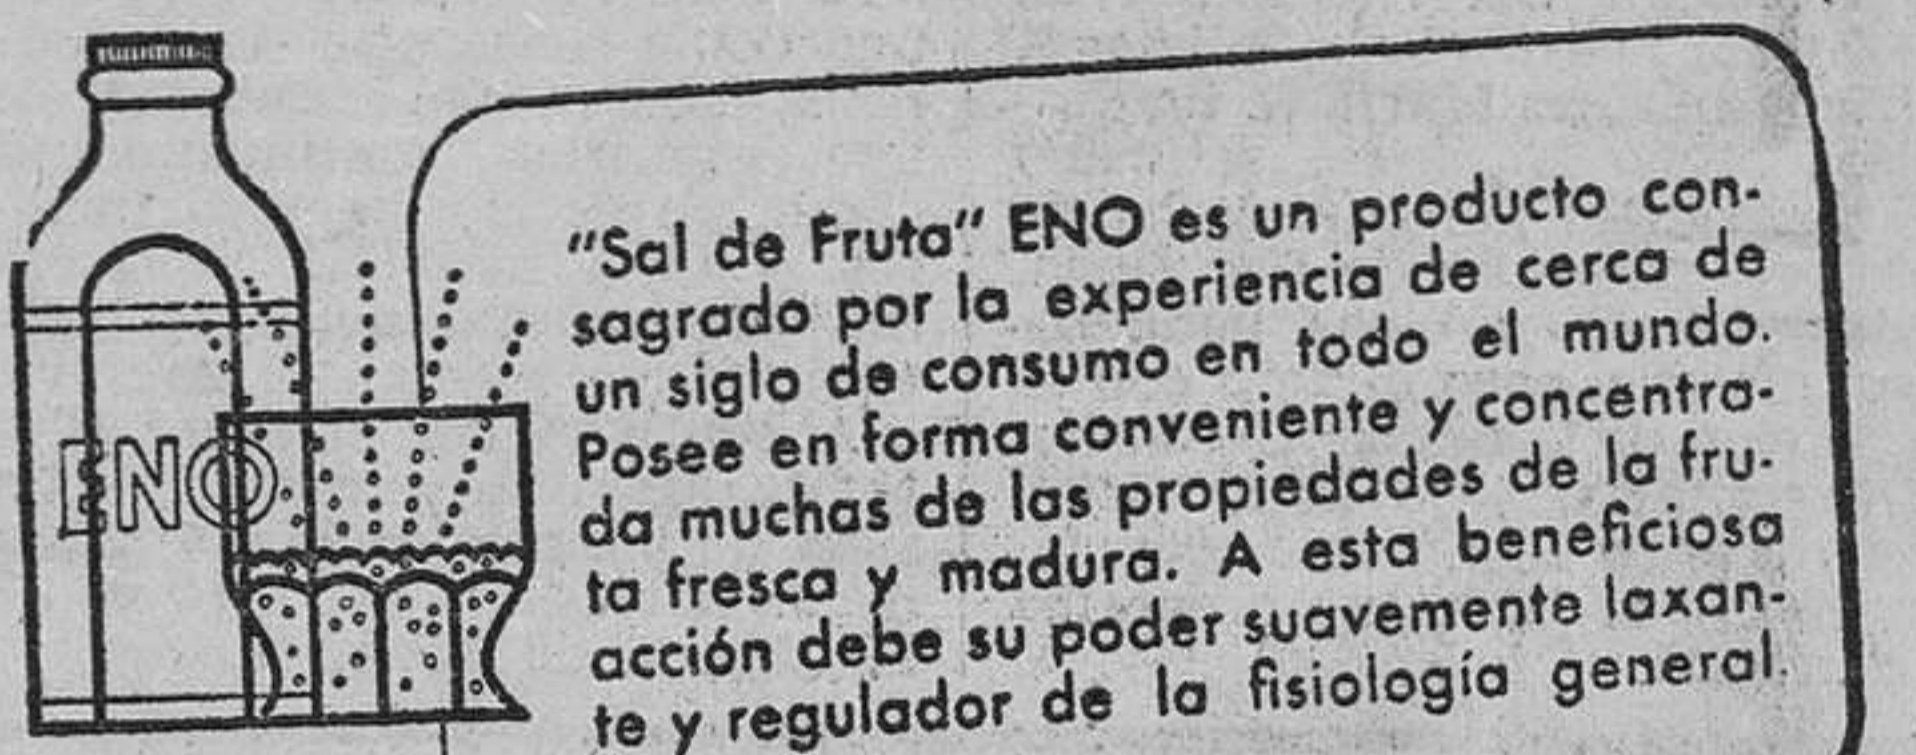 ENO
"Sal de Fruta" ENO es un producto con-
sagrado por la experiencia de cerca de
un siglo de consumo en todo el mundo.
Posee en forma conveniente y concentra-
da muchas de las propiedades de la fru-
ta fresca y madura. A esta beneficiosa
acción debe su poder suavemente laxan-
te y regulador de la fisiología general.